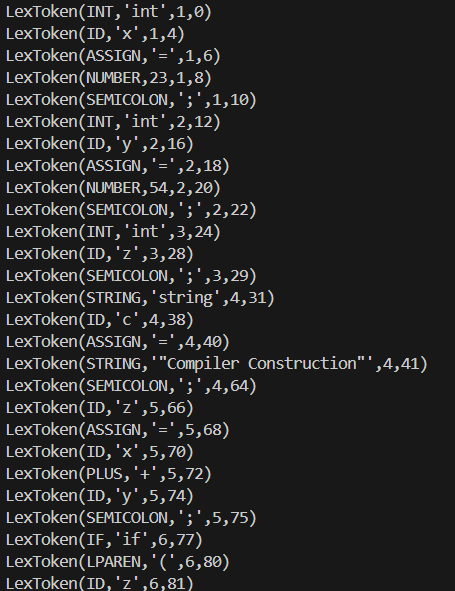 LexToken(INT,'int',1,0)
LexToken(ID,'x',1,4)
LexToken(ASSIGN,'=',1,6)
LexToken(NUMBER,23,1,8)
LexToken(SEMICOLON,';',1,10)
LexToken(INT,'int',2,12)
LexToken(ID,'y',2,16)
LexToken(ASSIGN,'=',2,18)
LexToken(NUMBER,54,2,20)
LexToken(SEMICOLON,';',2,22)
LexToken(INT,'int',3,24)
LexToken(ID,'z',3,28)
LexToken(SEMICOLON,';',3,29)
LexToken(STRING,'string',4,31)
LexToken(ID,'c',4,38)
LexToken(ASSIGN,'=',4,40)
LexToken(STRING,'"Compiler Construction"',4,41)
LexToken(SEMICOLON,';',4,64)
LexToken(ID,'z',5,66)
LexToken(ASSIGN,'=',5,68)
LexToken(ID,'x',5,70)
LexToken(PLUS,'+',5,72)
LexToken(ID,'y',5,74)
LexToken(SEMICOLON,';',5,75)
LexToken(IF,'if',6,77)
LexToken(LPAREN,'(',6,80)
LexToken(ID,'z',6,81)